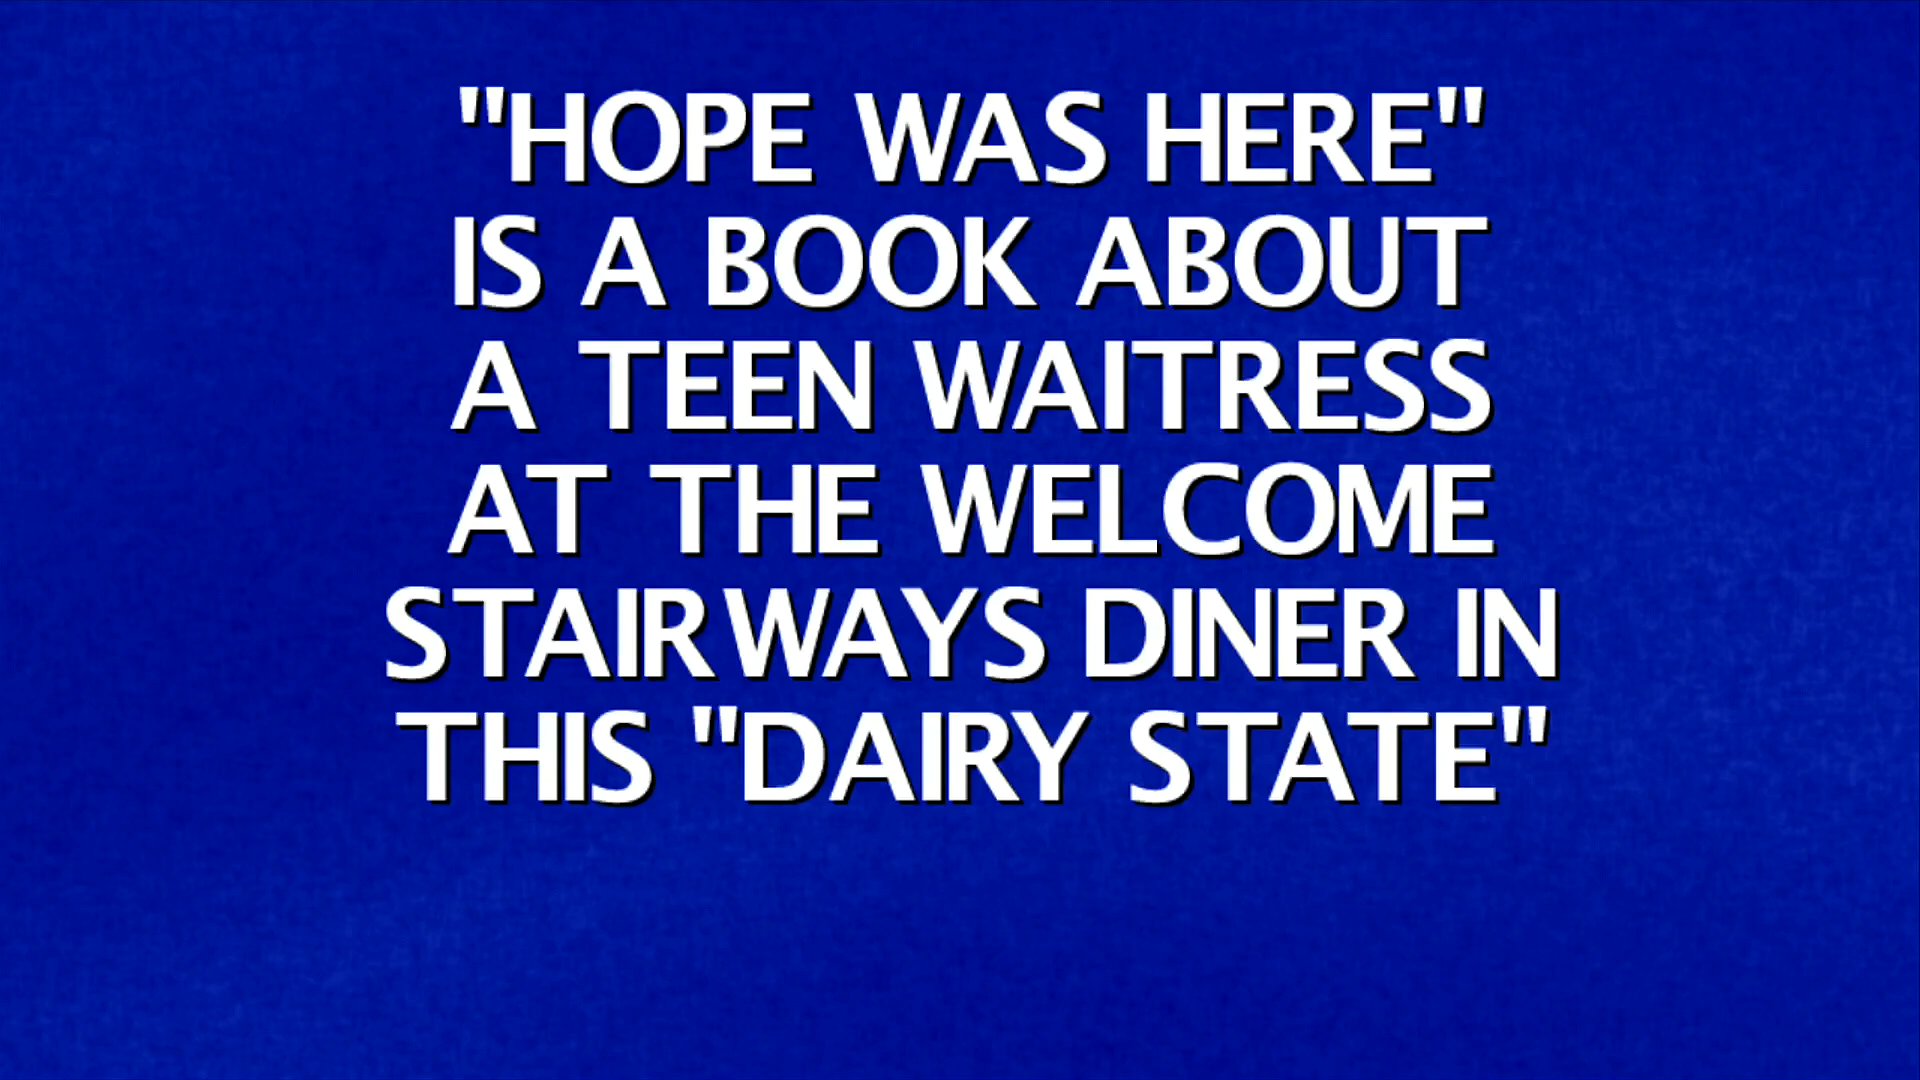 "HOPE WAS HERE"
IS A BOOK ABOUT
A TEEN WAITRESS
AT THE WELCOME
STAIRWAYS DINER IN
THIS "DAIRY STATE"